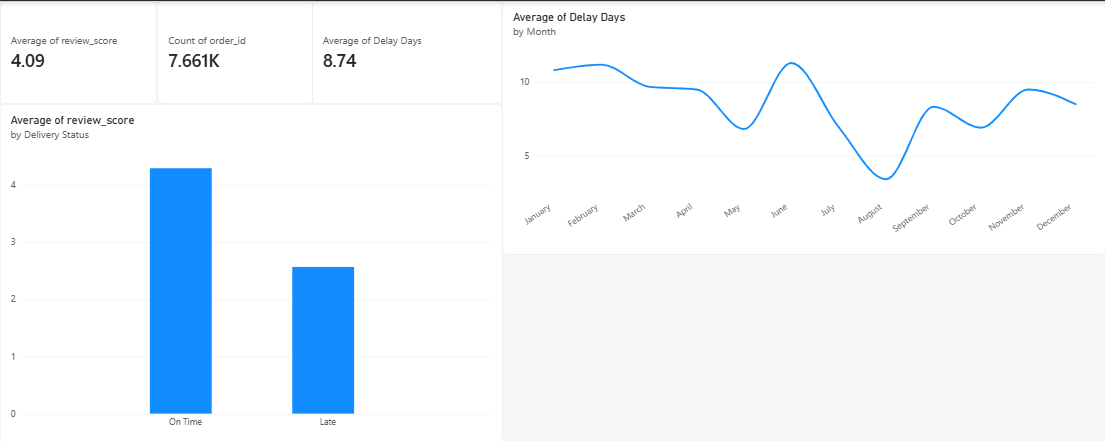 Average of review_score
4.09
Count of order_id
7.661K
Average of Delay Days
8.74
Average of review_score
by Delivery Status
4
3
2
1
0
On Time
Late
Average of Delay Days
by Month
10
5
January
February
March
April
May
June
July
August
September
October
November
December